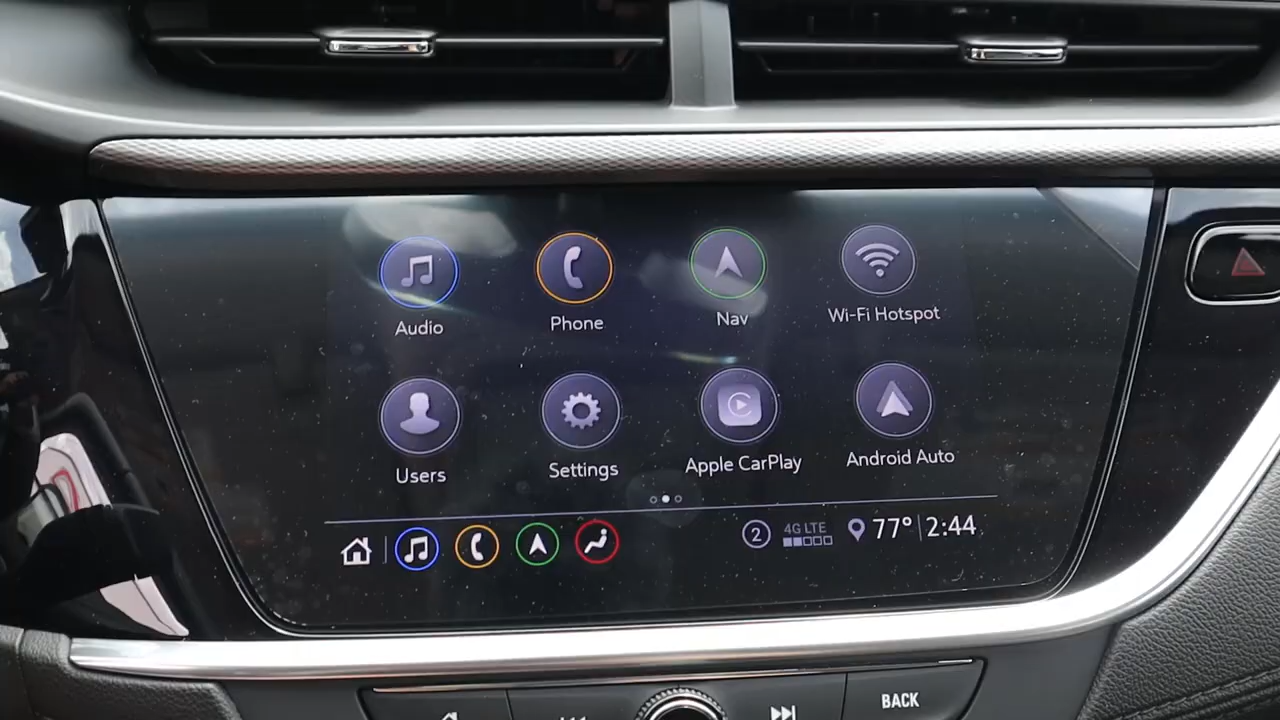 Audio Phone Nav Wi-Fi Hotspot
Users Settings Apple CarPlay Android Auto
2 4G LTE 77° 2:44
BACK